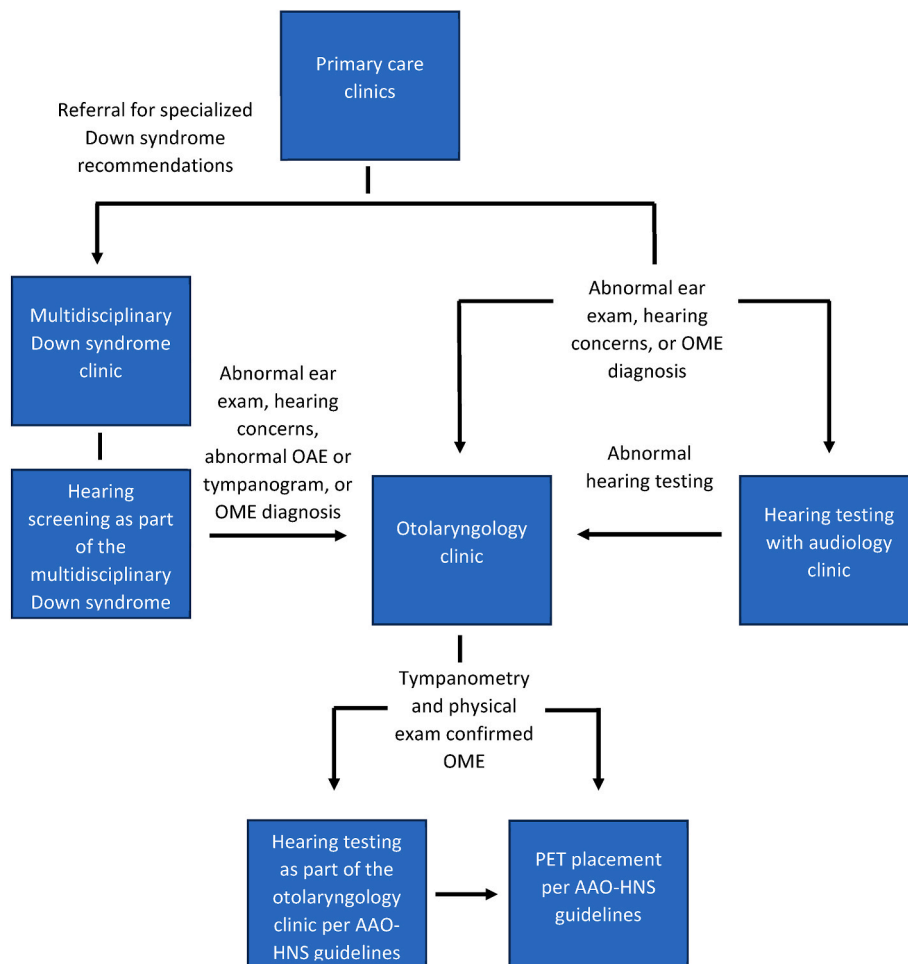 Primary care
clinics
Referral for specialized
Down syndrome
recommendations
Multidisciplinary
Down syndrome
clinic
Abnormal ear
exam, hearing
concerns, or OME
diagnosis
Abnormal ear
exam, hearing
concerns,
abnormal OAE or
tympanogram, or
OME diagnosis
Abnormal
hearing testing
Hearing
screening as part
of the
multidisciplinary
Down syndrome
Otolaryngology
clinic
Hearing testing
with audiology
clinic
Tympanometry
and physical
exam confirmed
OME
Hearing testing
as part of the
otolaryngology
clinic per AAO-
HNS guidelines
PET placement
per AAO-HNS
guidelines